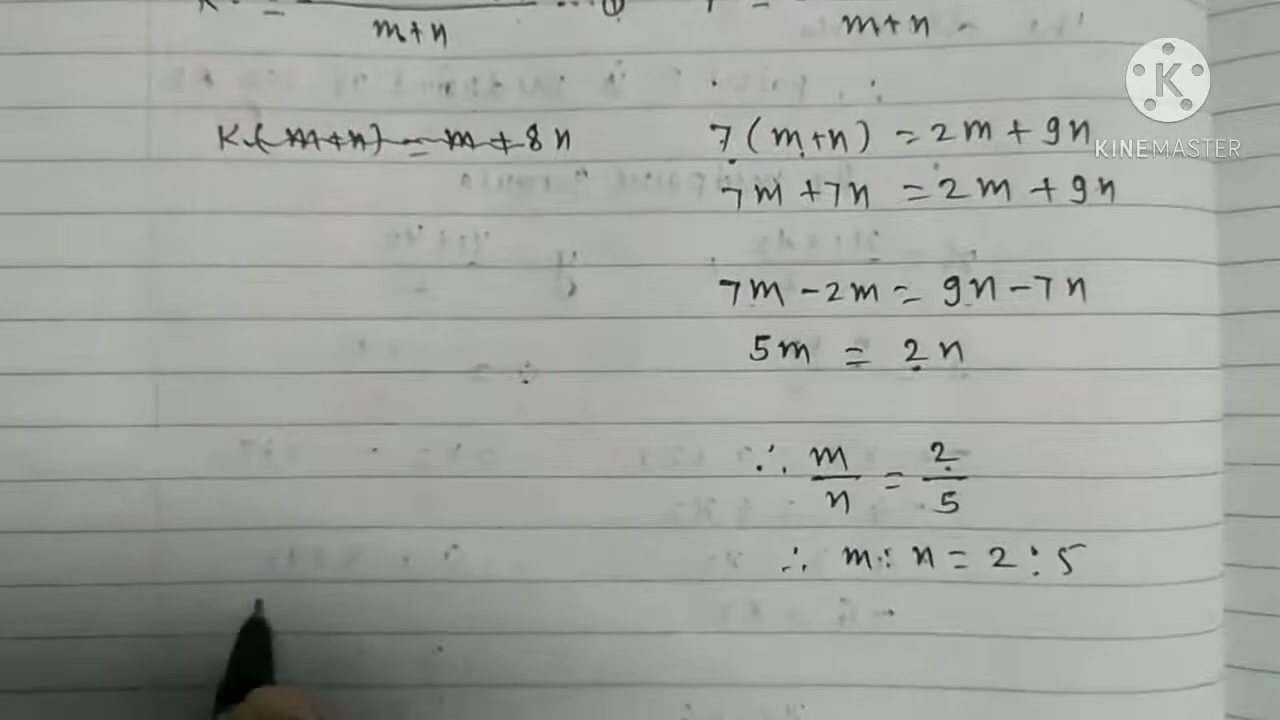 m+n
m+n
K (m+n) = m + 8n
7 (m+n) = 2m + 9n
7m + 7n = 2m + 9n
7m - 2m = 9n - 7n
5m = 2n
∴ m/n = 2/5
∴ m : n = 2 : 5
K
KINEMASTER